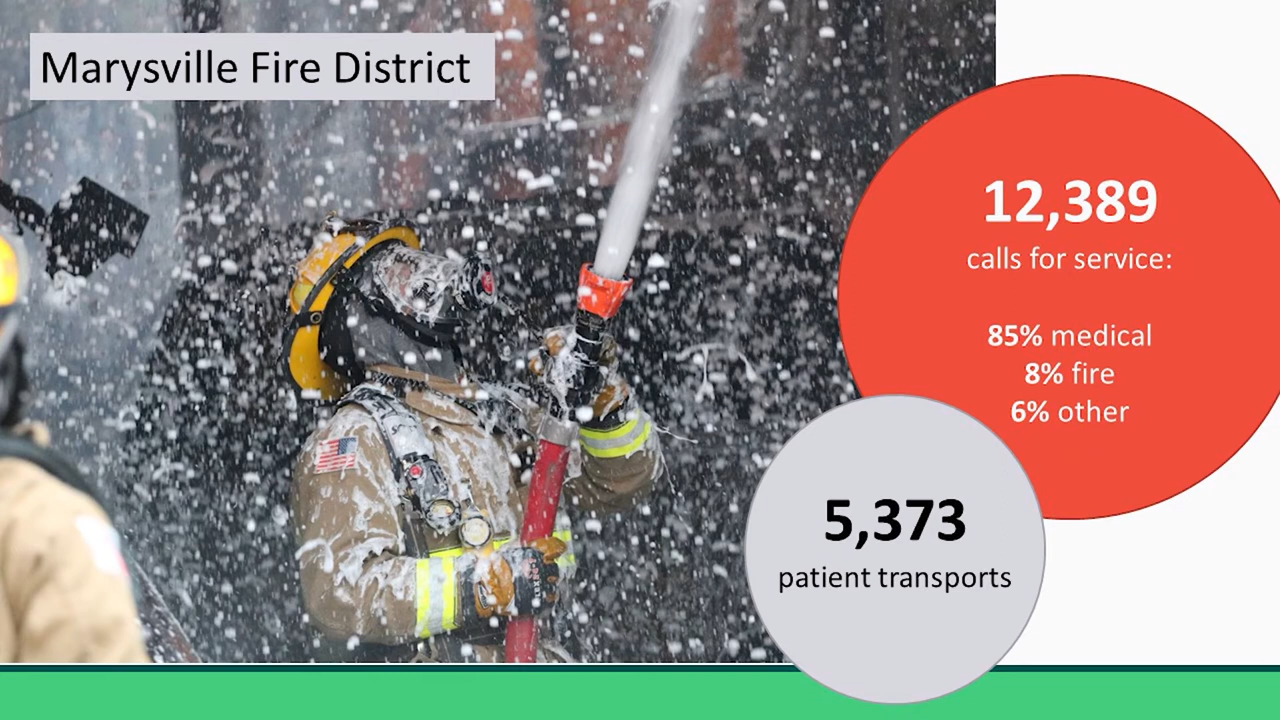 Marysville Fire District
12,389
calls for service:
85% medical
8% fire
6% other
5,373
patient transports